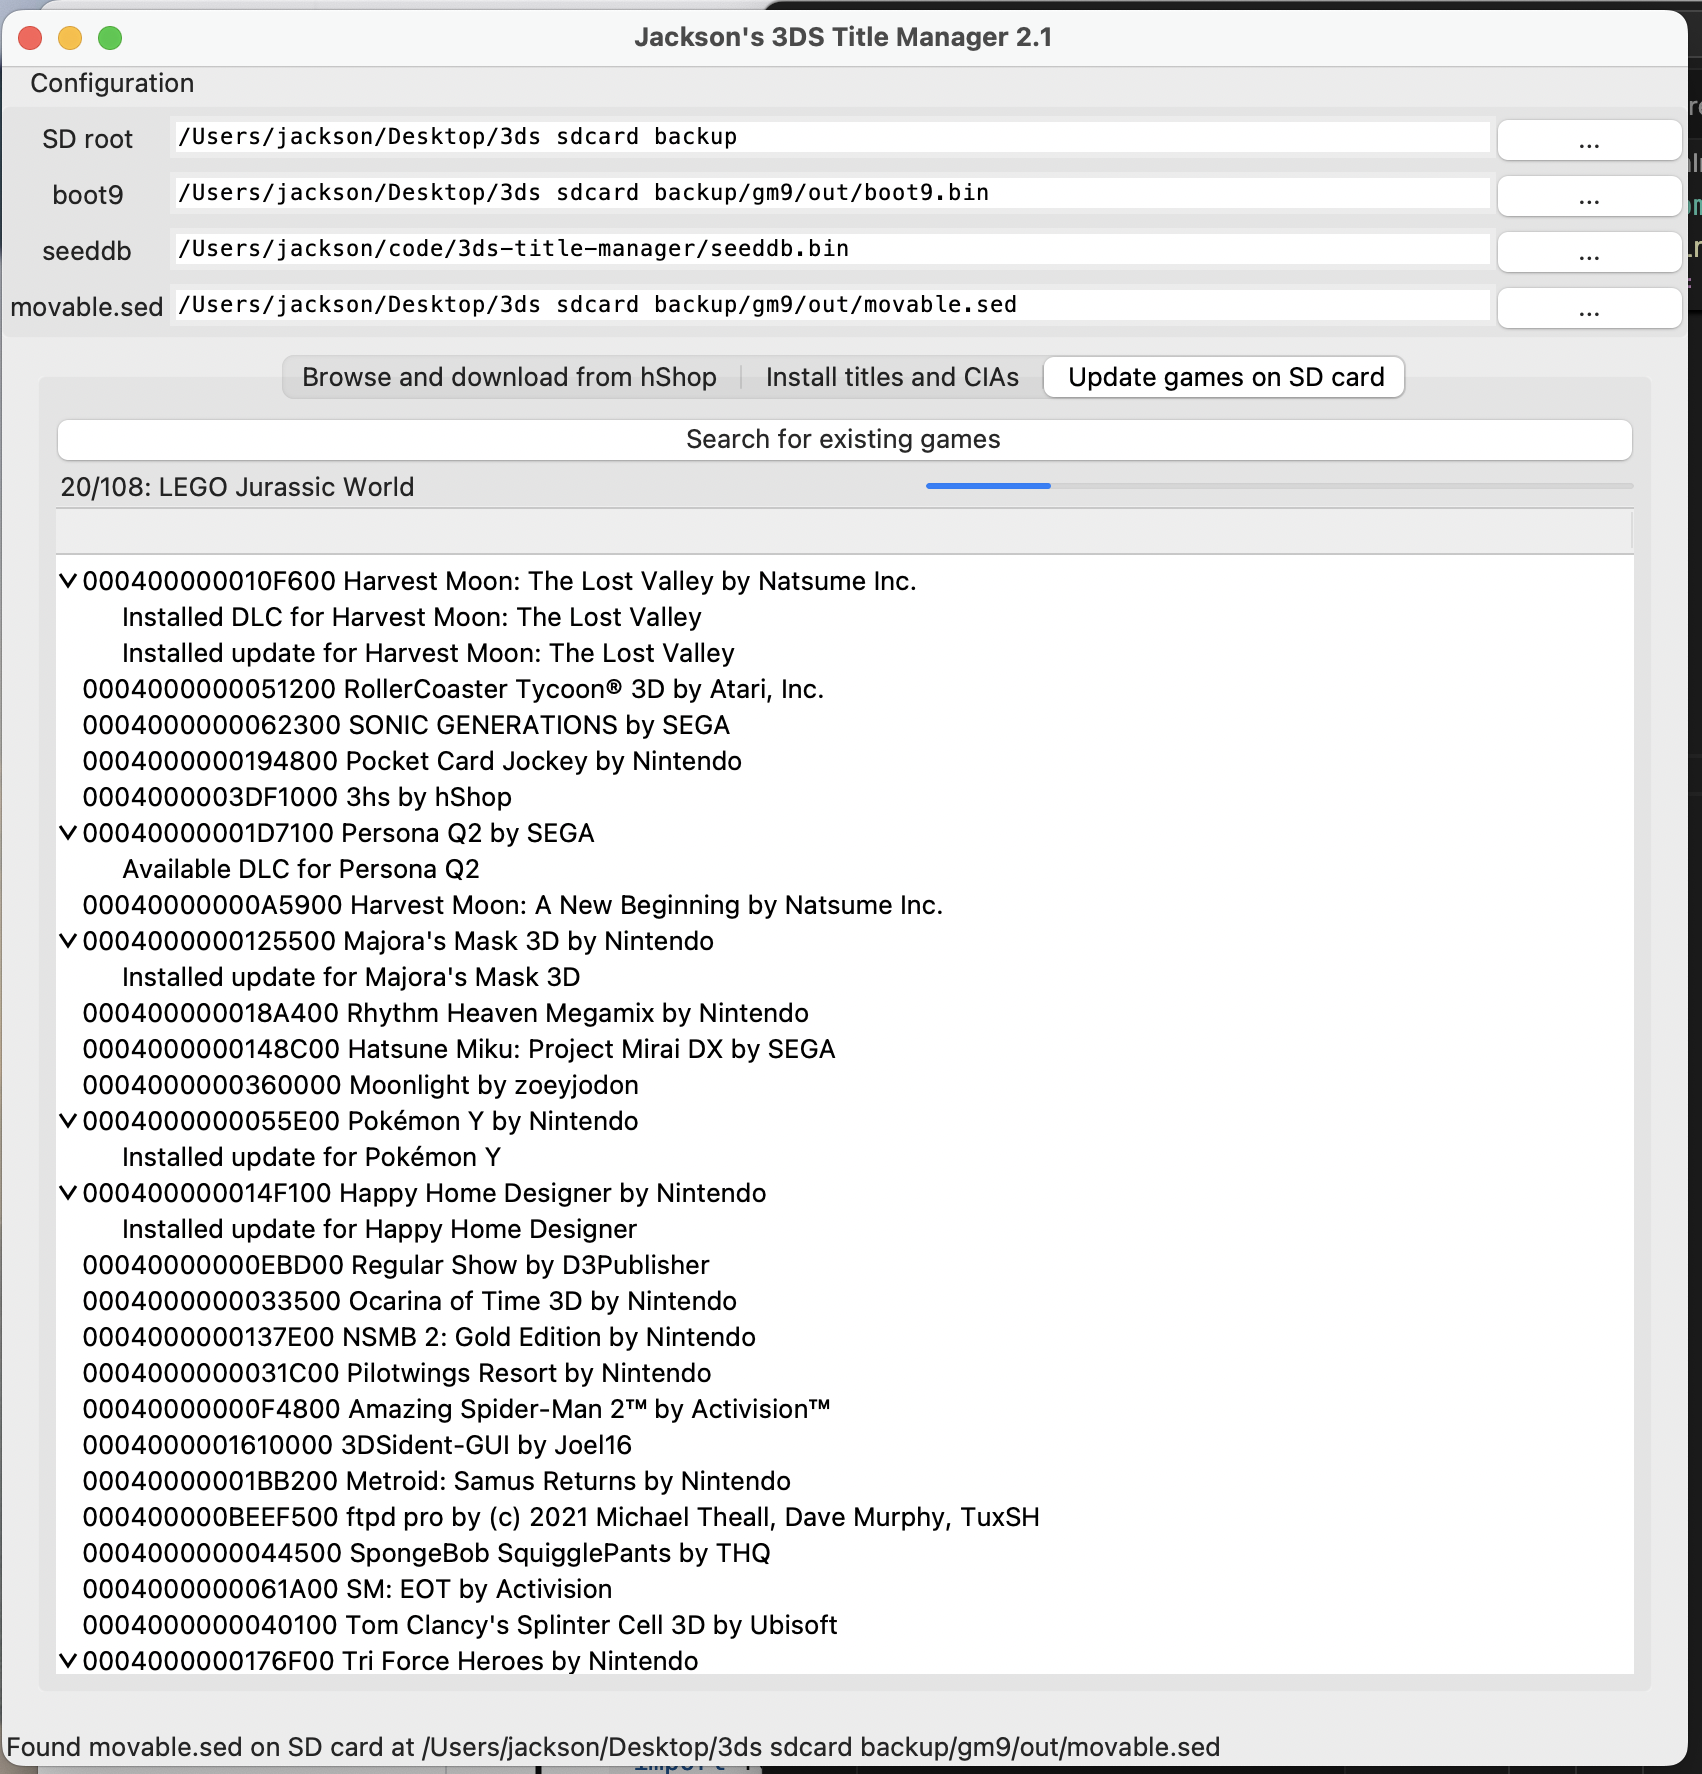 Jackson's 3DS Title Manager 2.1
Configuration
SD root /Users/jackson/Desktop/3ds sdcard backup ...
boot9 /Users/jackson/Desktop/3ds sdcard backup/gm9/out/boot9.bin ...
seeddb /Users/jackson/code/3ds-title-manager/seeddb.bin ...
movable.sed /Users/jackson/Desktop/3ds sdcard backup/gm9/out/movable.sed ...
Browse and download from hShop Install titles and CIAs Update games on SD card
Search for existing games
20/108: LEGO Jurassic World
000400000010F600 Harvest Moon: The Lost Valley by Natsume Inc.
Installed DLC for Harvest Moon: The Lost Valley
Installed update for Harvest Moon: The Lost Valley
0004000000051200 RollerCoaster Tycoon® 3D by Atari, Inc.
0004000000062300 SONIC GENERATIONS by SEGA
0004000000194800 Pocket Card Jockey by Nintendo
0004000003DF1000 3hs by hShop
00040000001D7100 Persona Q2 by SEGA
Available DLC for Persona Q2
00040000000A5900 Harvest Moon: A New Beginning by Natsume Inc.
0004000000125500 Majora's Mask 3D by Nintendo
Installed update for Majora's Mask 3D
000400000018A400 Rhythm Heaven Megamix by Nintendo
0004000000148C00 Hatsune Miku: Project Mirai DX by SEGA
0004000000360000 Moonlight by zoeyjodon
0004000000055E00 Pokémon Y by Nintendo
Installed update for Pokémon Y
000400000014F100 Happy Home Designer by Nintendo
Installed update for Happy Home Designer
00040000000EBD00 Regular Show by D3Publisher
0004000000033500 Ocarina of Time 3D by Nintendo
0004000000137E00 NSMB 2: Gold Edition by Nintendo
0004000000031C00 Pilotwings Resort by Nintendo
00040000000F4800 Amazing Spider-Man 2™ by Activision™
0004000001610000 3DSident-GUI by Joel16
00040000001BB200 Metroid: Samus Returns by Nintendo
000400000BEEF500 ftpd pro by (c) 2021 Michael Theall, Dave Murphy, TuxSH
0004000000044500 SpongeBob SquigglePants by THQ
0004000000061A00 SM: EOT by Activision
0004000000040100 Tom Clancy's Splinter Cell 3D by Ubisoft
0004000000176F00 Tri Force Heroes by Nintendo
Found movable.sed on SD card at /Users/jackson/Desktop/3ds sdcard backup/gm9/out/movable.sed